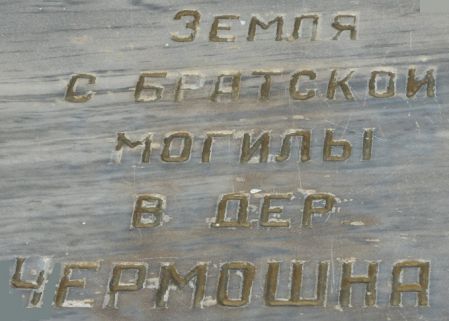 ЗЕМЛЯ
С БРАТСКОЙ
МОГИЛЫ
В ДЕР
ЧЕРМОШНА